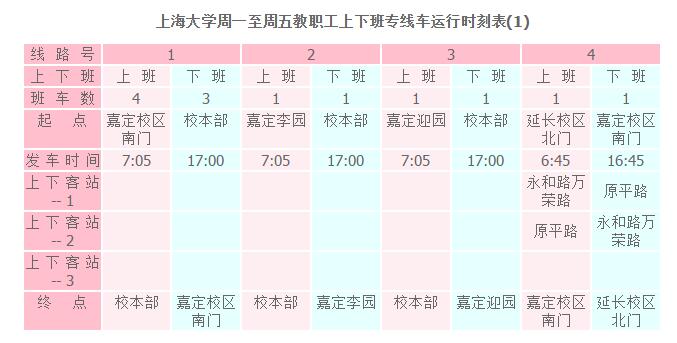 上海大学周一至周五教职工上下班专线车运行时刻表(1)
线路号 1 2 3 4
上下班 上班 下班 上班 下班 上班 下班 上班 下班
班车数 4 3 1 1 1 1 1 1
起点 嘉定校区南门 校本部 嘉定李园 校本部 嘉定迎园 校本部 延长校区北门 嘉定校区南门
发车时间 7:05 17:00 7:05 17:00 7:05 17:00 6:45 16:45
上下客站--1 永和路万荣路 原平路
上下客站--2 原平路 永和路万荣路
上下客站--3
终点 校本部 嘉定校区南门 校本部 嘉定李园 校本部 嘉定迎园 嘉定校区南门 延长校区北门